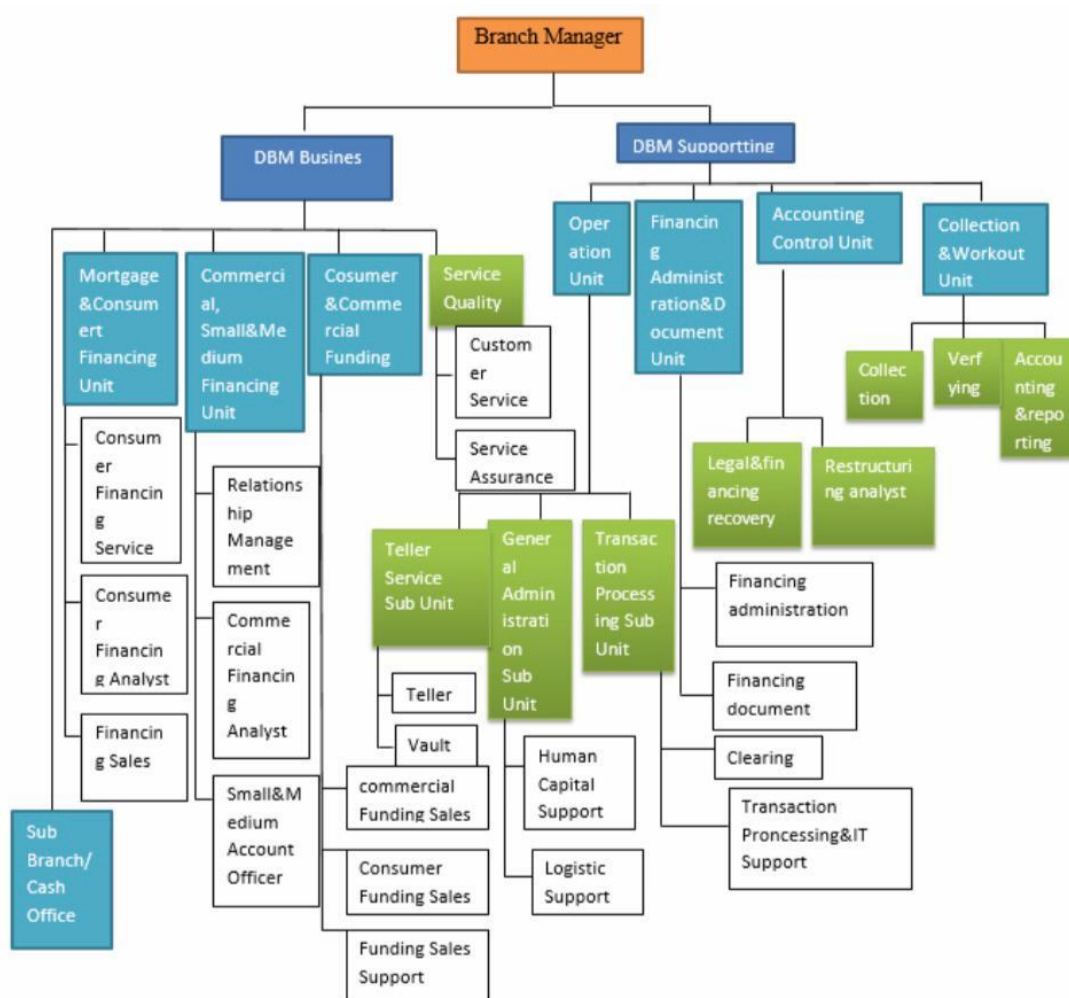 Branch Manager
DBM Busines
DBM Supportting
Oper
ation
Unit
Financin
g
Administ
ration&D
ocument
Unit
Accounting
Control Unit
Collection
&Workout
Unit
Mortgage
&Consum
ert
Financing
Unit
Commerci
al,
Small&Me
dium
Financing
Unit
Cosumer
&Comme
rcial
Funding
Service
Quality
Custom
er
Service
Service
Assurance
Colle
ction
Verf
ying
Accou
nting
&repo
rting
Legal&fin
ancing
recovery
Restructuri
ng analyst
Consum
er
Financin
g
Service
Consume
r
Financin
g Analyst
Financin
g Sales
Relations
hip
Manage
ment
Commer
cial
Financin
g
Analyst
Small&M
edium
Account
Officer
Teller
Service
Sub Unit
Gener
al
Admin
istrati
on
Sub
Unit
Transac
tion
Process
ing Sub
Unit
Financing
administration
Financing
document
Teller
Vault
commercial
Funding Sales
Consumer
Funding Sales
Funding Sales
Support
Human
Capital
Support
Logistic
Support
Clearing
Transaction
Proncessing&IT
Support
Sub
Branch/
Cash
Office